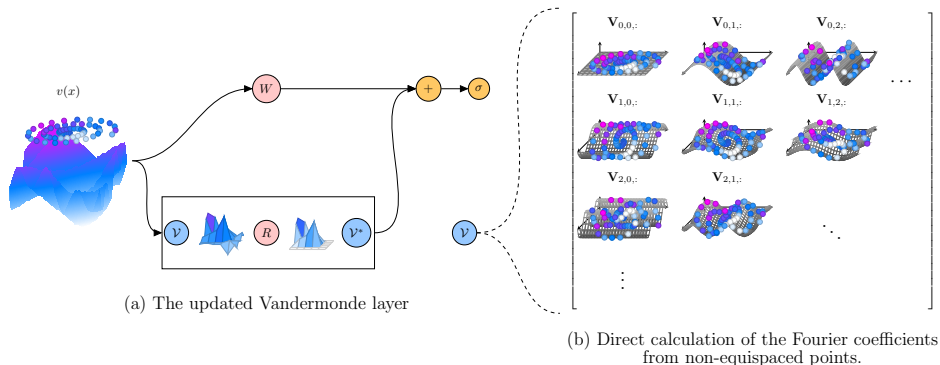 v(x)
W
+
σ
𝒱
R
𝒱*
(a) The updated Vandermonde layer
𝒱
V0,0,:
V0,1,:
V0,2,:
...
V1,0,:
V1,1,:
V1,2,:
V2,0,:
V2,1,:
(b) Direct calculation of the Fourier coefficients
from non-equispaced points.